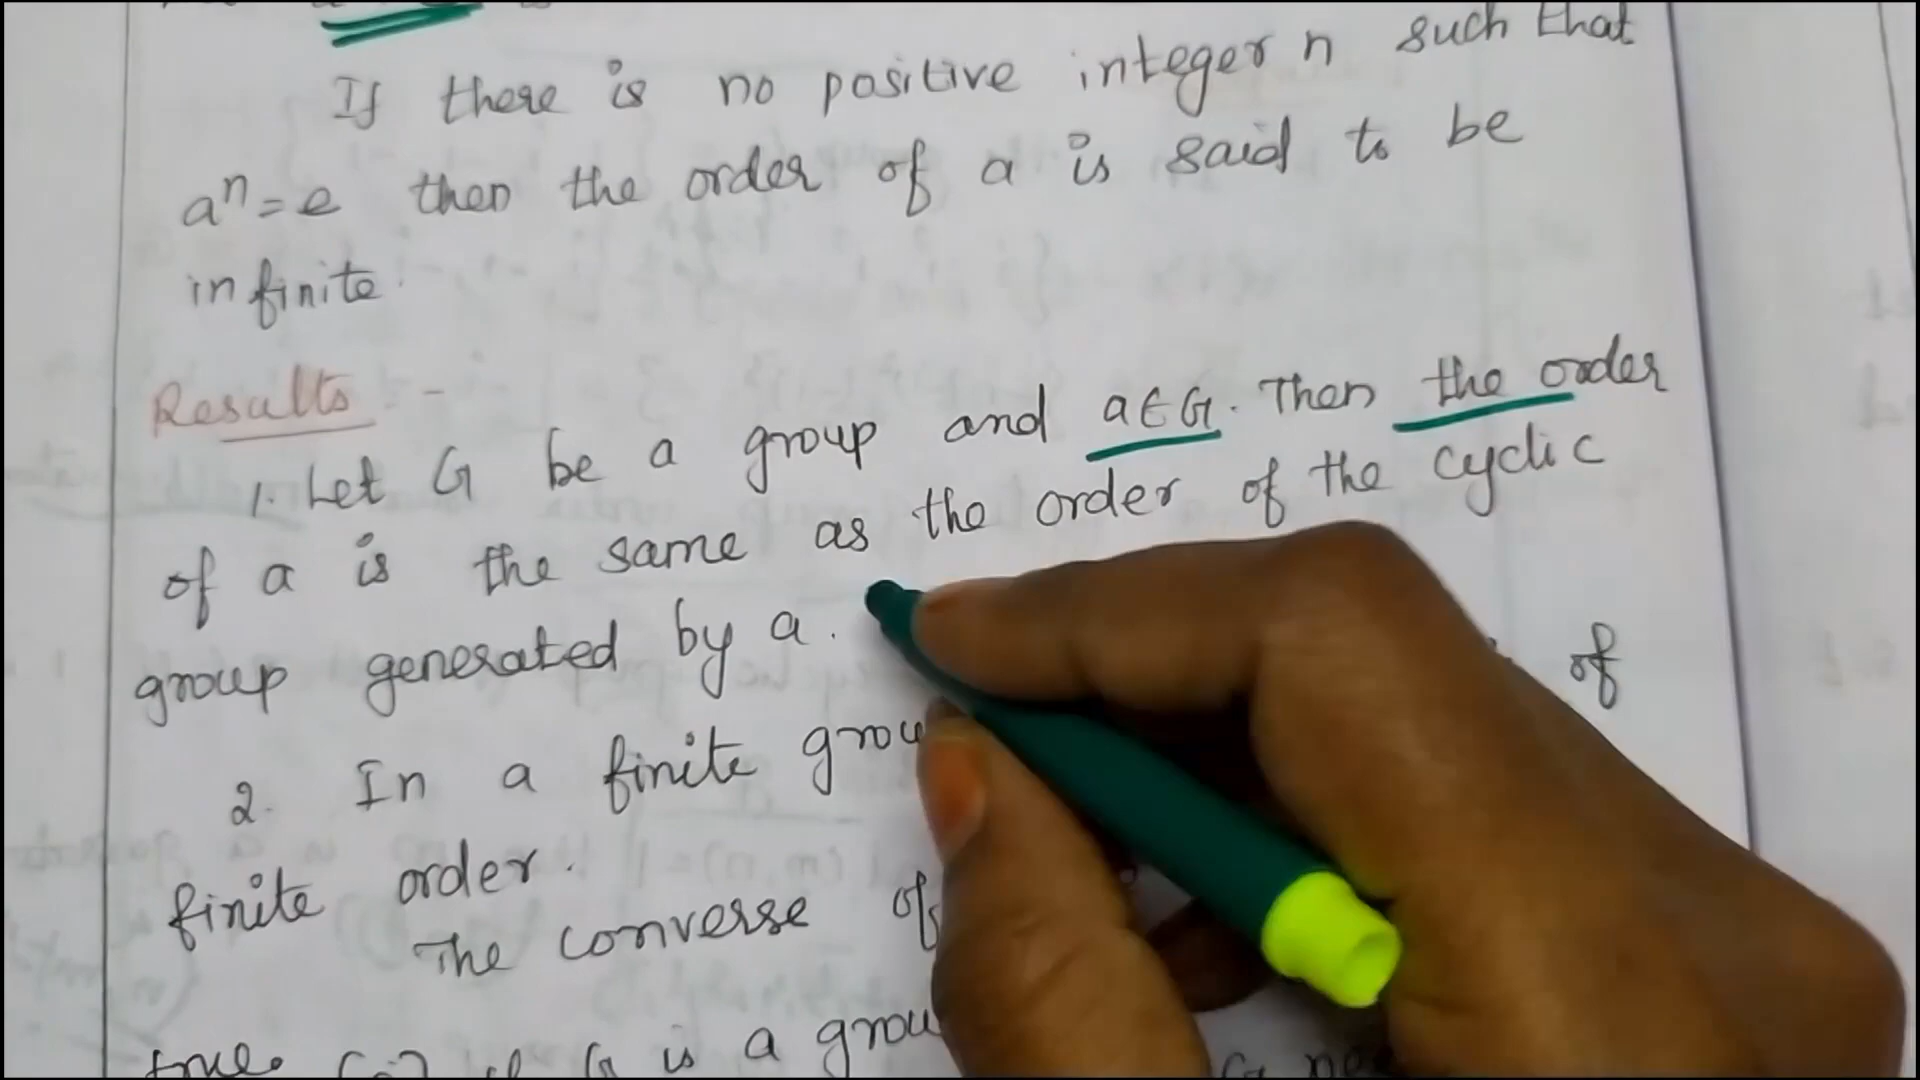 If there is no positive integer n such that
aⁿ = e then the order of a is said to be
infinite.
Results :-
1. Let G be a group and a∈G. Then the order
of a is the same as the order of the cyclic
group generated by a.
2. In a finite of
finite order.
The converse of
true. is a G